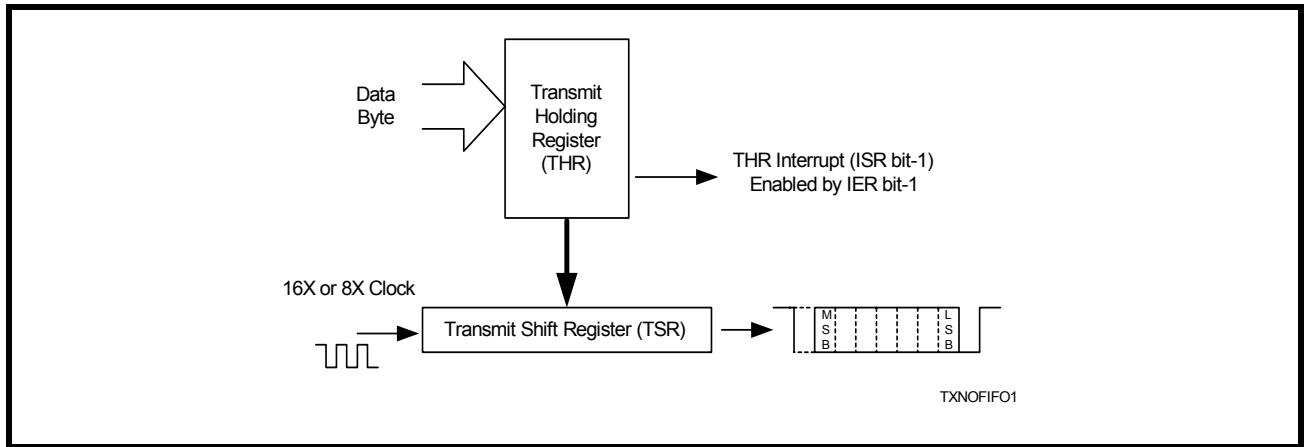 Data
Byte
Transmit
Holding
Register
(THR)
THR Interrupt (ISR bit-1)
Enabled by IER bit-1
16X or 8X Clock
Transmit Shift Register (TSR)
M
S
B
L
S
B
TXNOFIFO1